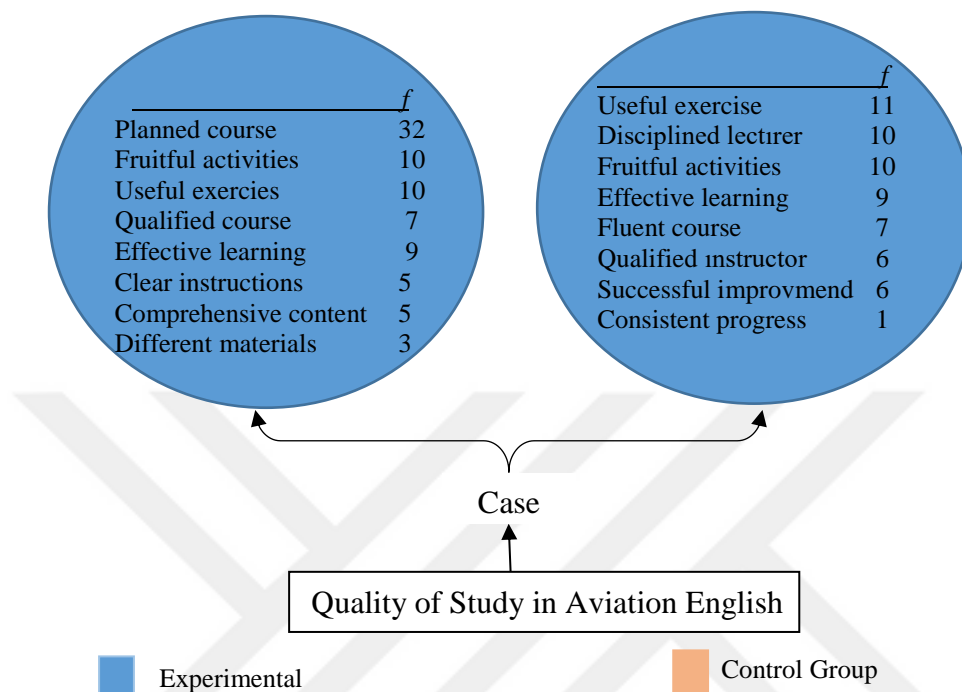 f
Planned course 32
Fruitful activities 10
Useful exercies 10
Qualified course 7
Effective learning 9
Clear instructions 5
Comprehensive content 5
Different materials 3
f
Useful exercise 11
Disciplined lectırer 10
Fruitful activities 10
Effective learning 9
Fluent course 7
Qualified ınstructor 6
Successful improvmend 6
Consistent progress 1
Case
Quality of Study in Aviation English
Experimental
Control Group